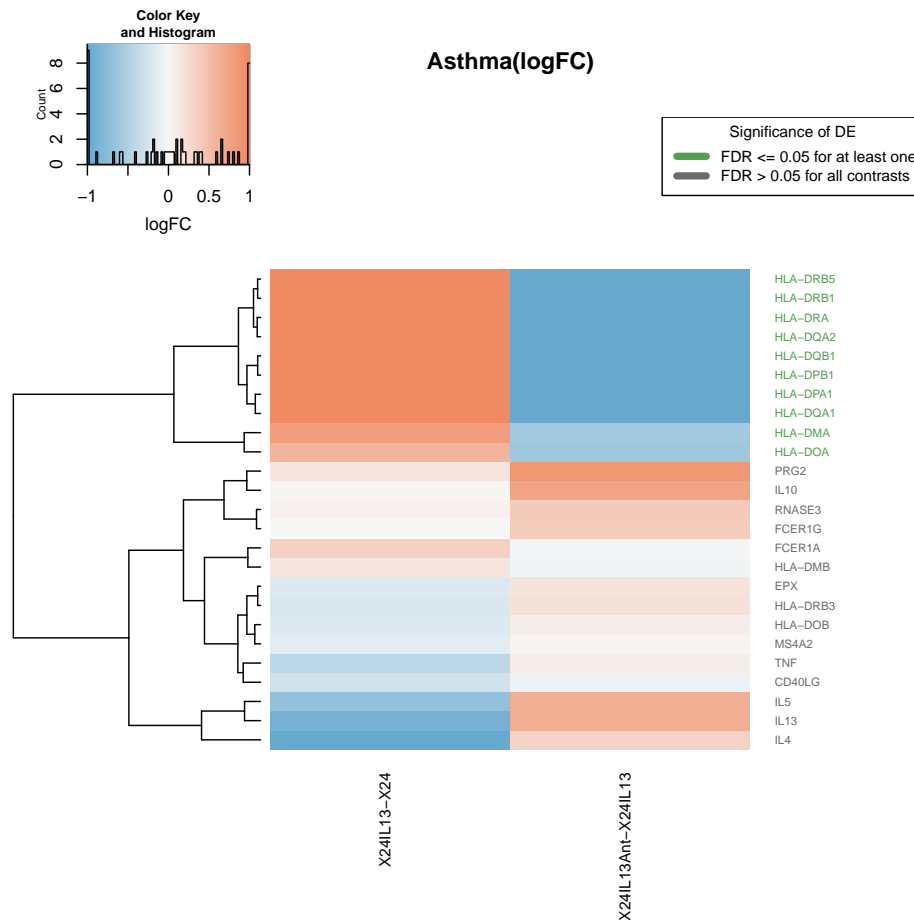 Color Key
and Histogram
Count
0 2 4 6 8
−1 0 0.5 1
logFC
Asthma(logFC)
Significance of DE
FDR <= 0.05 for at least one
FDR > 0.05 for all contrasts
HLA−DRB5
HLA−DRB1
HLA−DRA
HLA−DQA2
HLA−DQB1
HLA−DPB1
HLA−DPA1
HLA−DQA1
HLA−DMA
HLA−DOA
PRG2
IL10
RNASE3
FCER1G
FCER1A
HLA−DMB
EPX
HLA−DRB3
HLA−DOB
MS4A2
TNF
CD40LG
IL5
IL13
IL4
X24IL13−X24
X24IL13Ant−X24IL13